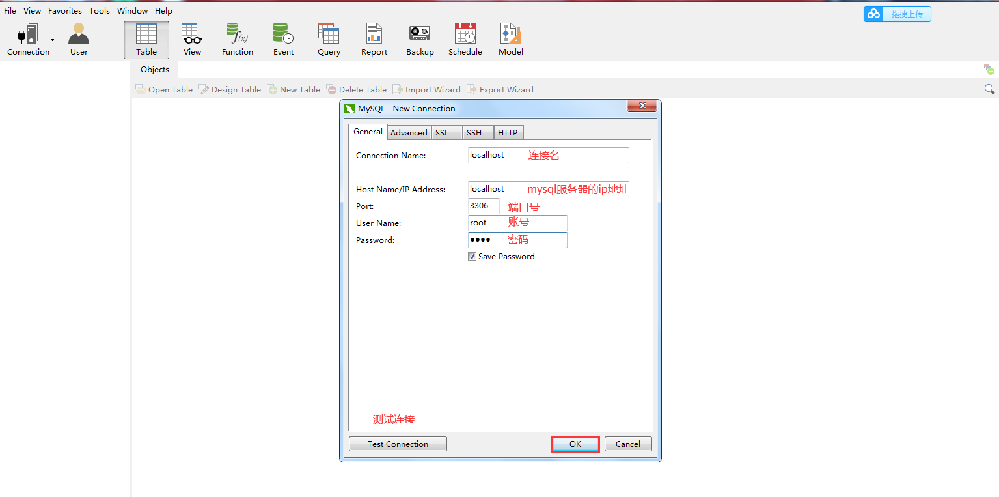 File View Favorites Tools Window Help
拖拽上传
Connection User Table View Function Event Query Report Backup Schedule Model
Objects
Open Table Design Table New Table Delete Table Import Wizard Export Wizard
MySQL - New Connection
General Advanced SSL SSH HTTP
Connection Name: localhost 连接名
Host Name/IP Address: localhost mysql服务器的ip地址
Port: 3306 端口号
User Name: root 账号
Password: ●●●● 密码
Save Password
测试连接
Test Connection OK Cancel